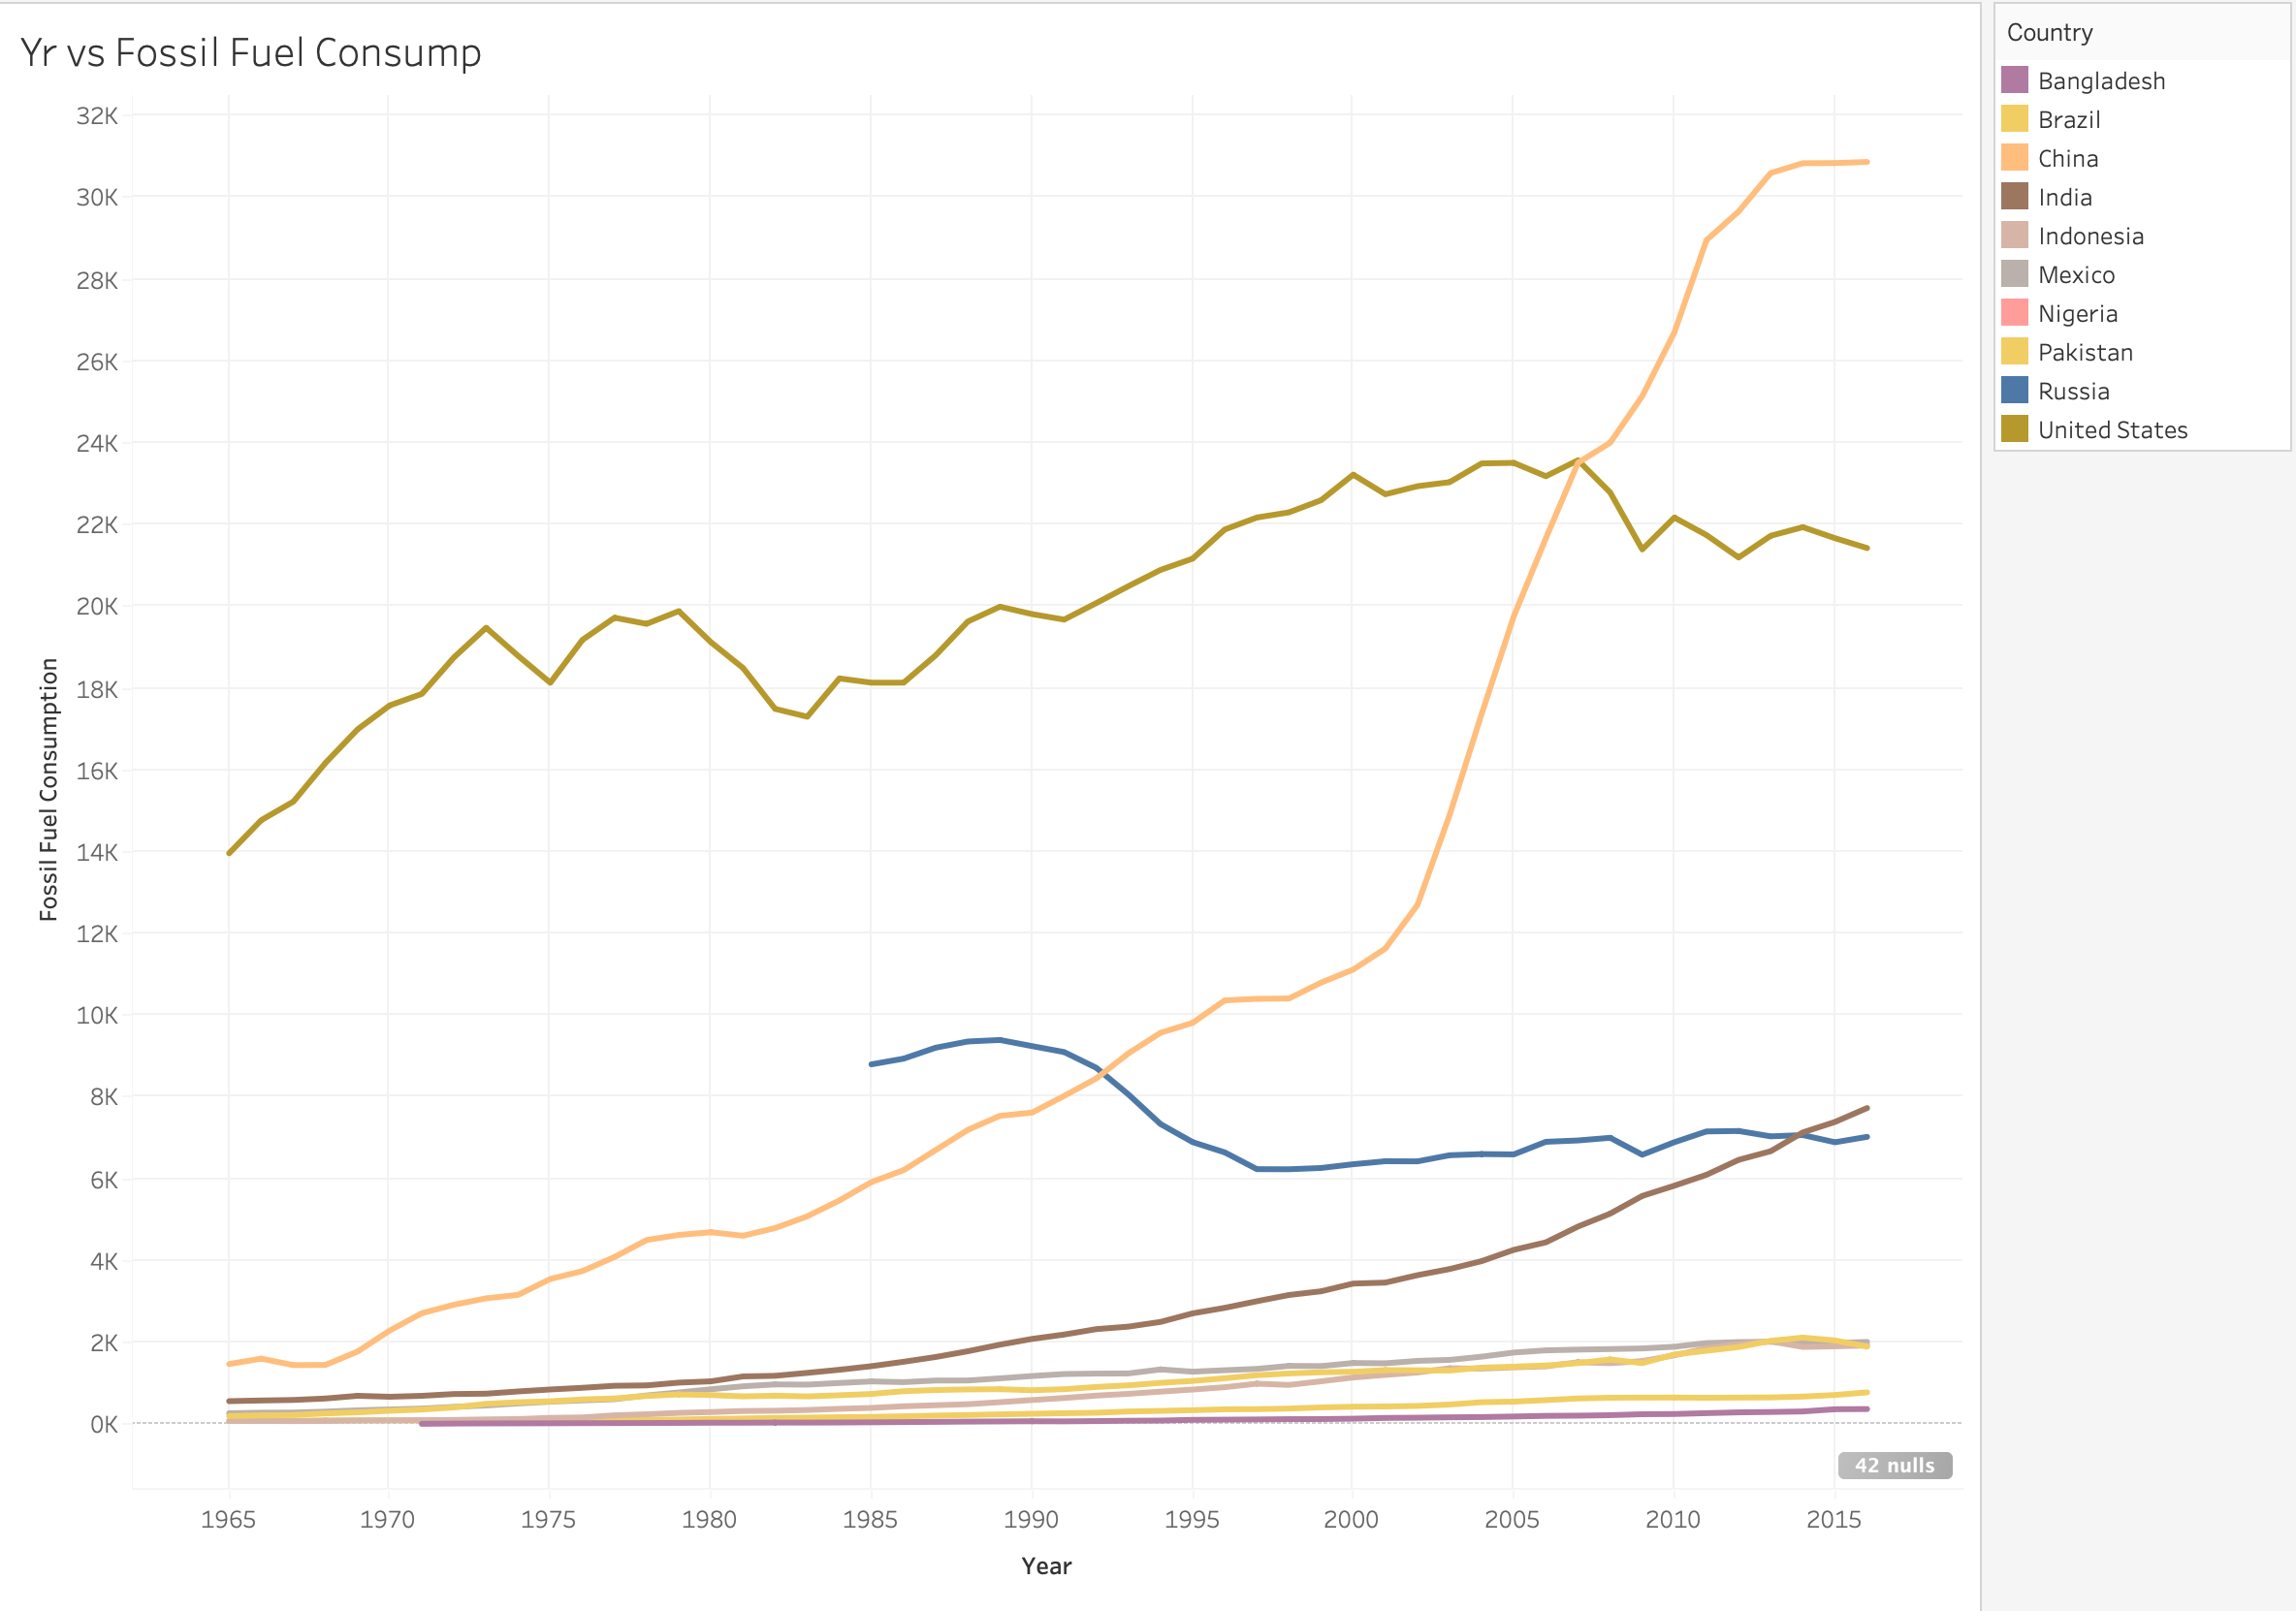 Yr vs Fossil Fuel Consump
32K
30K
28K
26K
24K
22K
20K
18K
16K
14K
12K
10K
8K
6K
4K
2K
0K
Fossil Fuel Consumption
42 nulls
1965 1970 1975 1980 1985 1990 1995 2000 2005 2010 2015
Year
Country
Bangladesh
Brazil
China
India
Indonesia
Mexico
Nigeria
Pakistan
Russia
United States